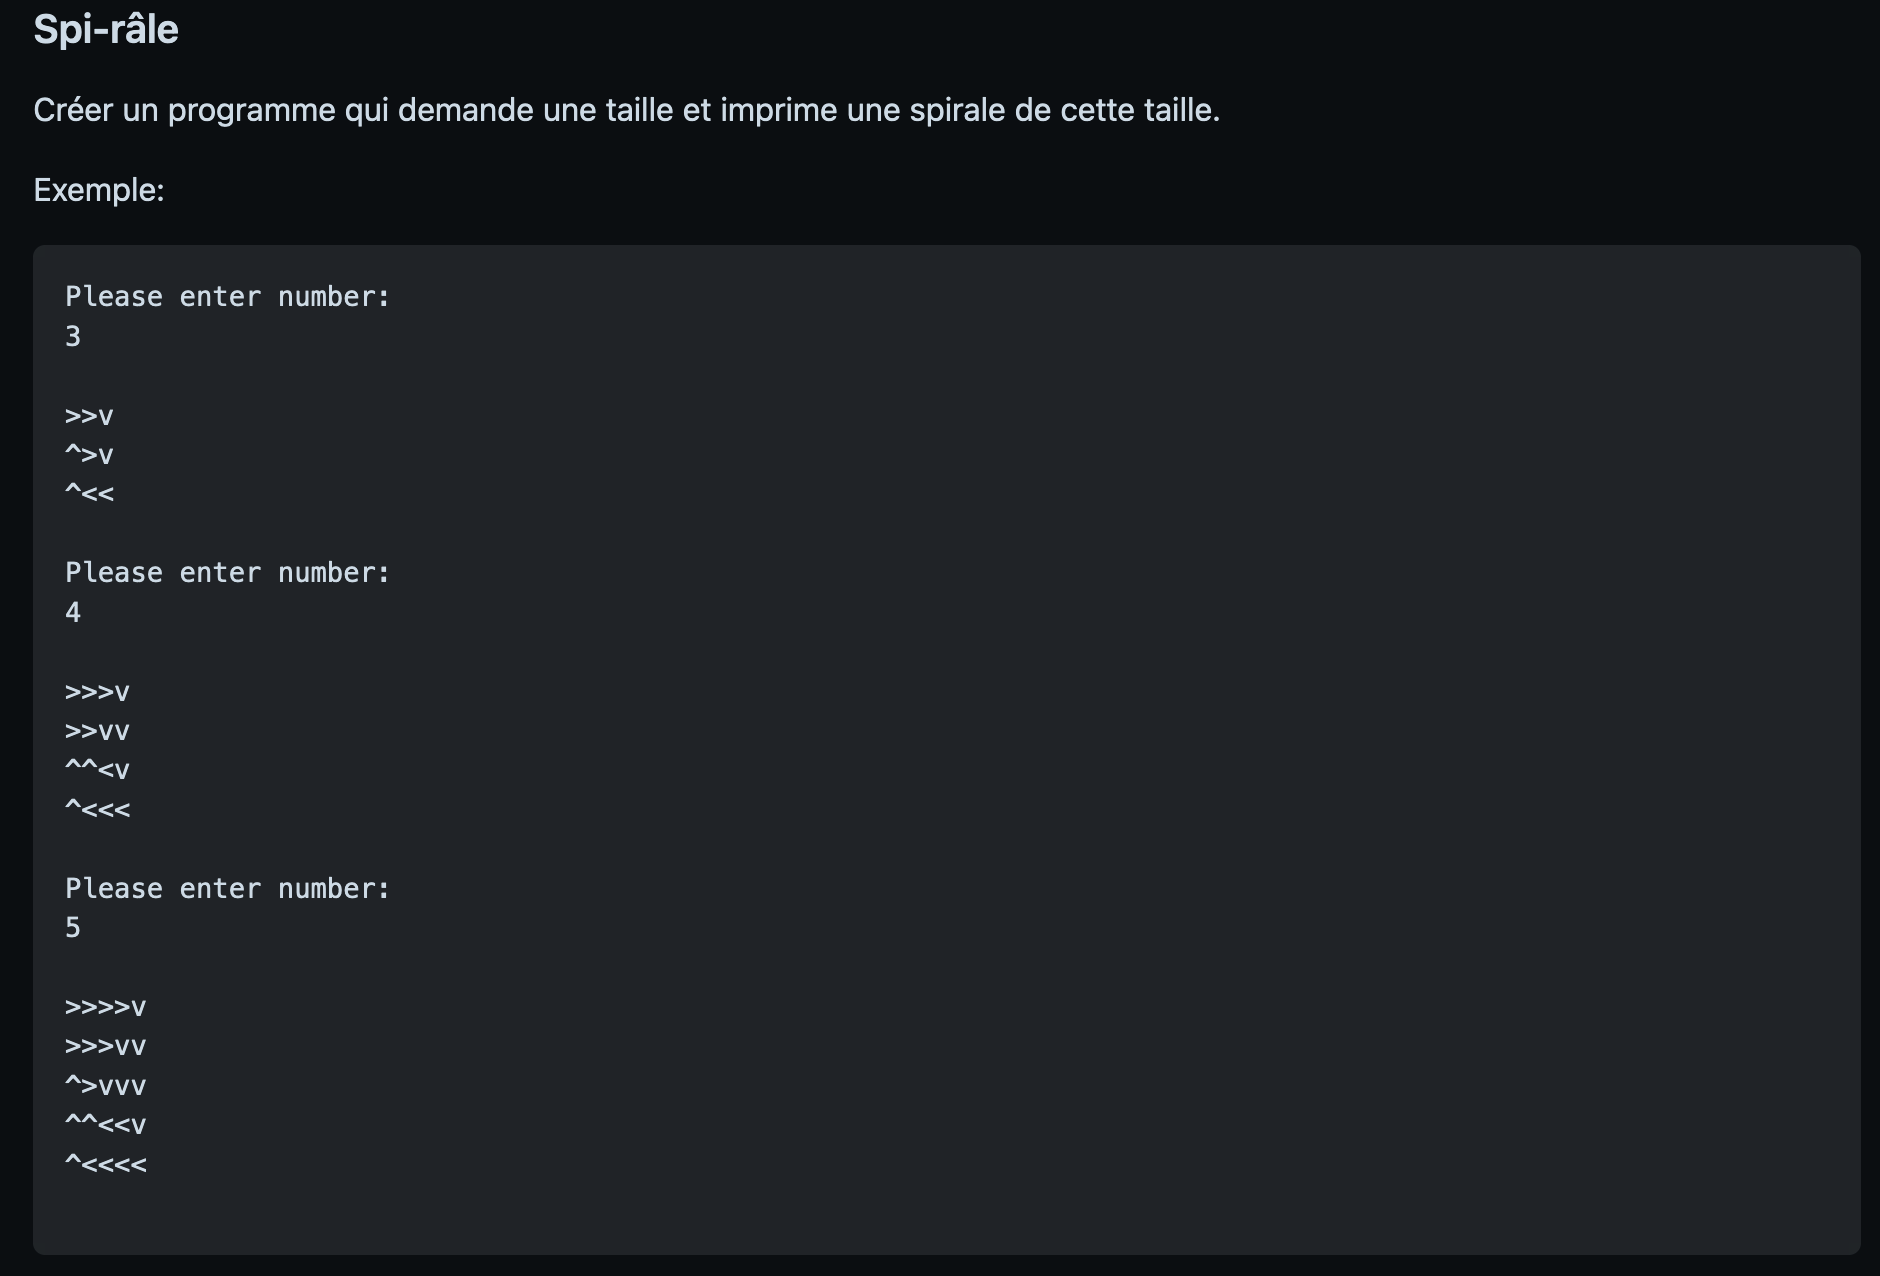 Spi-râle
Créer un programme qui demande une taille et imprime une spirale de cette taille.
Exemple:
Please enter number:
3
>>v
^>v
^<<
Please enter number:
4
>>>v
>>vv
^^<v
^<<<
Please enter number:
5
>>>>v
>>>vv
^>vvv
^^<<v
^<<<<